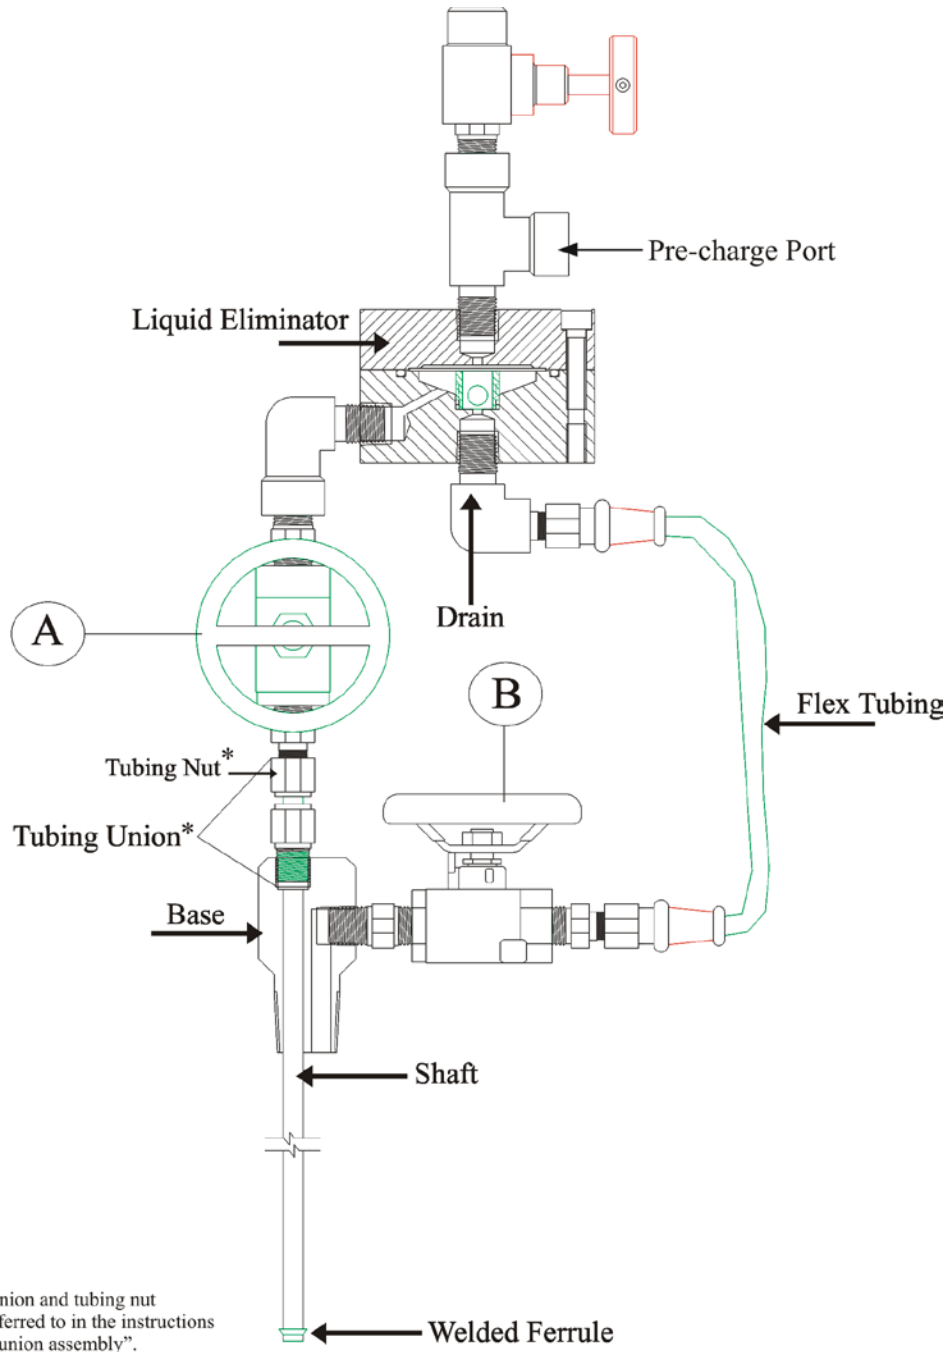 Pre-charge Port
Liquid Eliminator
Drain
A
B
Flex Tubing
Tubing Nut*
Tubing Union*
Base
Shaft
Welded Ferrule
nion and tubing nut
ferred to in the instructions
union assembly”.